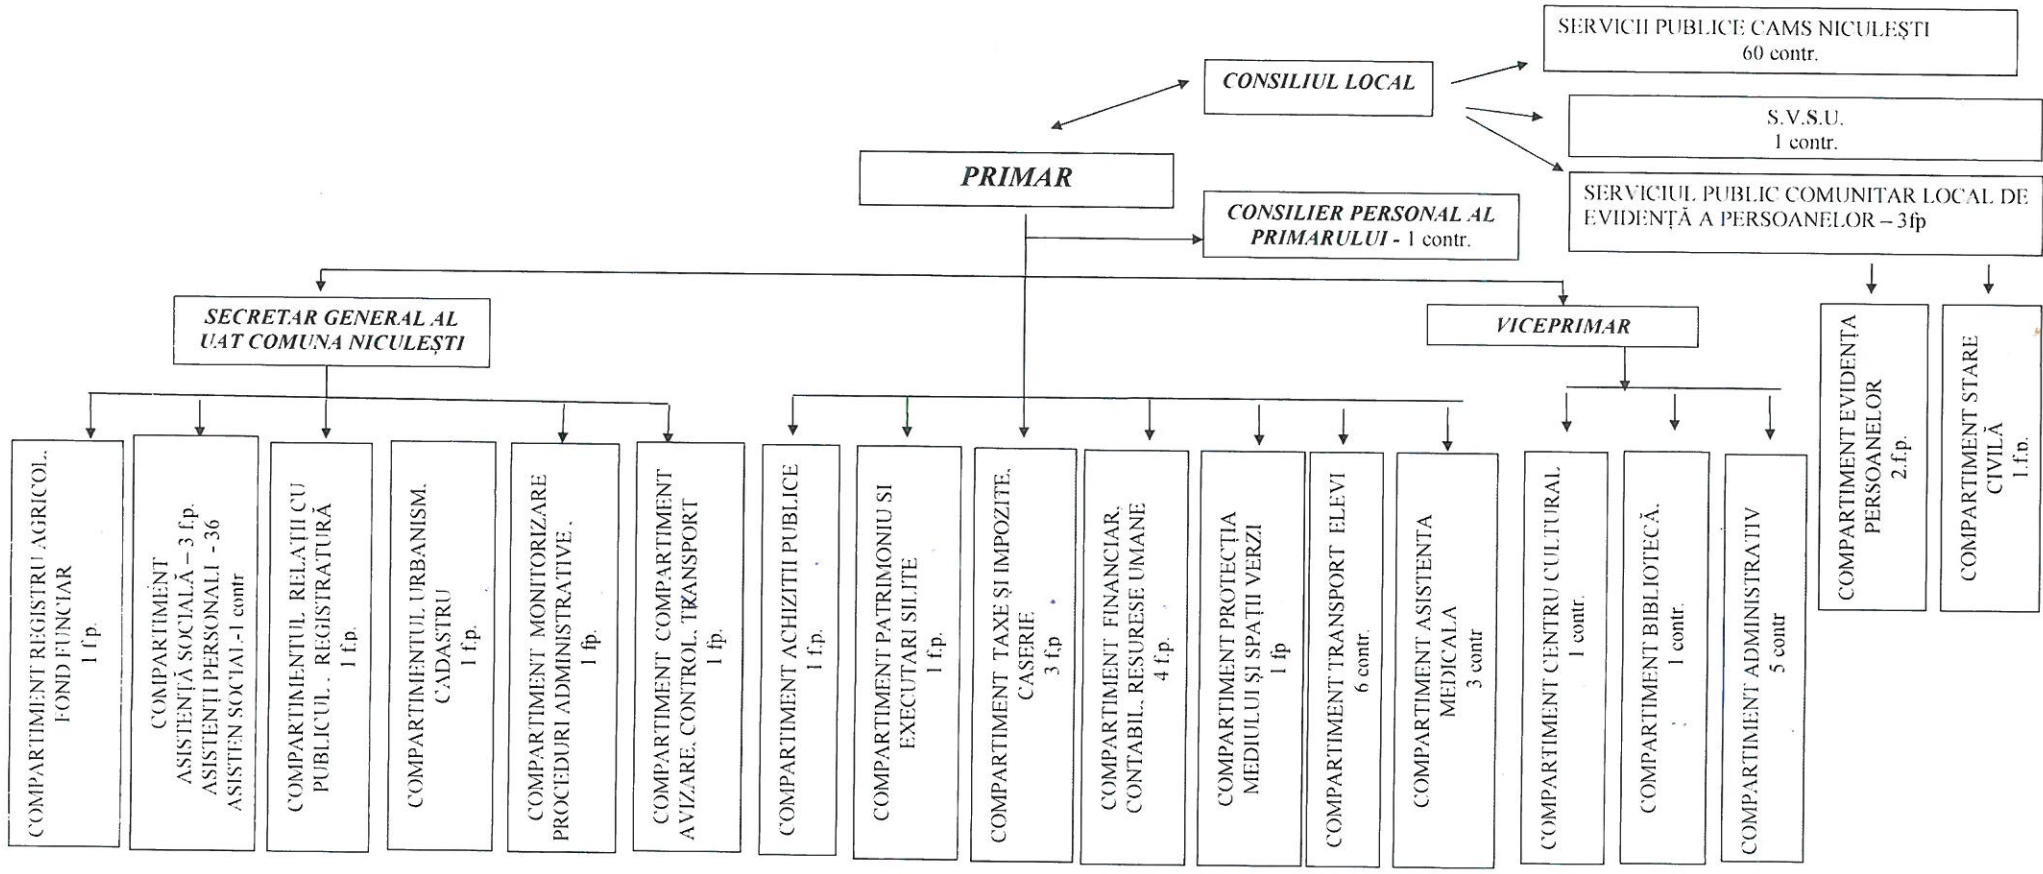 SERVICII PUBLICE CAMS NICULEȘTI
60 contr.
CONSILIUL LOCAL
S.V.S.U.
1 contr.
PRIMAR
SERVICIUL PUBLIC COMUNITAR LOCAL DE
EVIDENȚĂ A PERSOANELOR – 3fp
CONSILIER PERSONAL AL
PRIMARULUI - 1 contr.
SECRETAR GENERAL AL
UAT COMUNA NICULEȘTI
VICEPRIMAR
COMPARTIMENT REGISTRU AGRICOL.
FOND FUNCIAR
1 f.p.
COMPARTIMENT
ASISTENȚĂ SOCIALĂ – 3 f.p.
ASISTENȚI PERSONALI - 36
ASISTEN SOCIAL-1 contr
COMPARTIMENTUL RELAȚII CU
PUBLICUL . REGISTRATURĂ
1 f.p.
COMPARTIMENTUL URBANISM.
CADASTRU
1 f.p.
COMPARTIMENT MONITORIZARE
PROCEDURI ADMINISTRATIVE .
1 fp.
COMPARTIMENT COMPARTIMENT
AVIZARE, CONTROL, TRANSPORT
1 fp.
COMPARTIMENT ACHIZITII PUBLICE
1 f.p.
COMPARTIMENT PATRIMONIU SI
EXECUTARI SILITE
1 f.p.
COMPARTIMENT TAXE ȘI IMPOZITE,
CASERIE
3 f.p
COMPARTIMENT FINANCIAR,
CONTABIL, RESURESE UMANE
4 f.p.
COMPARTIMENT PROTECȚIA
MEDIULUI ȘI SPAȚII VERZI
1 fp
COMPARTIMENT TRANSPORT ELEVI
6 contr.
COMPARTIMENT ASISTENTA
MEDICALA
3 contr
COMPARTIMENT CENTRU CULTURAL
1 contr.
COMPARTIMENT BIBLIOTECĂ.
1 contr.
COMPARTIMENT ADMINISTRATIV
5 contr
COMPARTIMENT EVIDENȚA
PERSOANELOR
2.f.p.
COMPARTIMENT STARE
CIVILĂ
1.f.p.